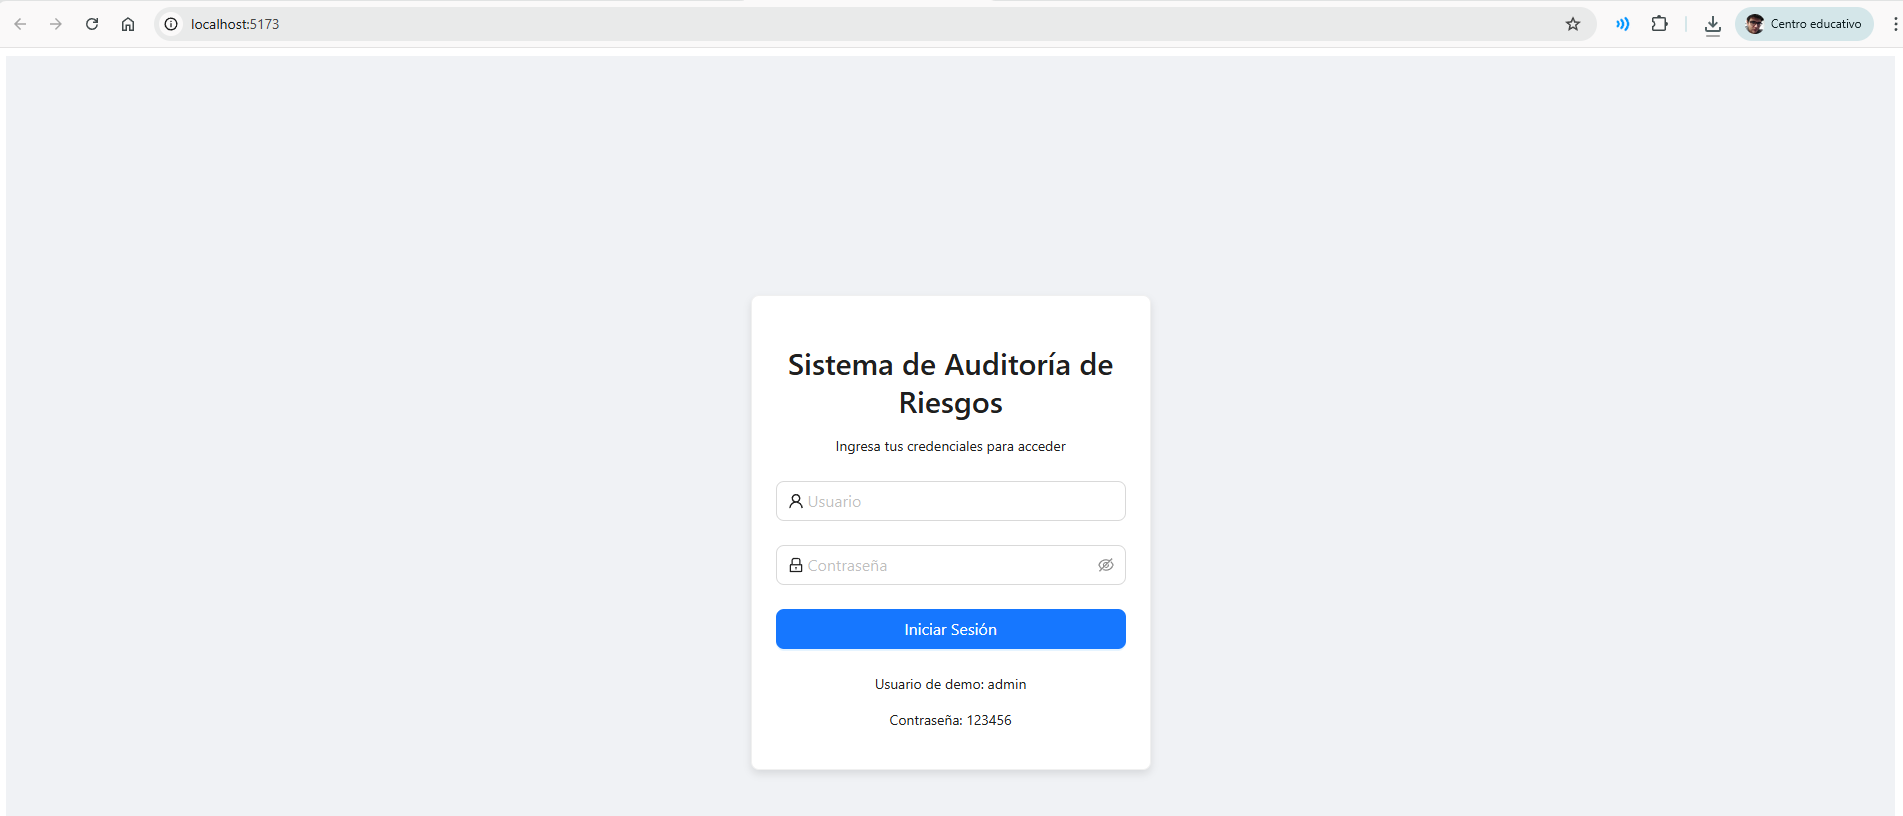 localhost:5173
Centro educativo
Sistema de Auditoría de
Riesgos
Ingresa tus credenciales para acceder
Usuario
Contraseña
Iniciar Sesión
Usuario de demo: admin
Contraseña: 123456